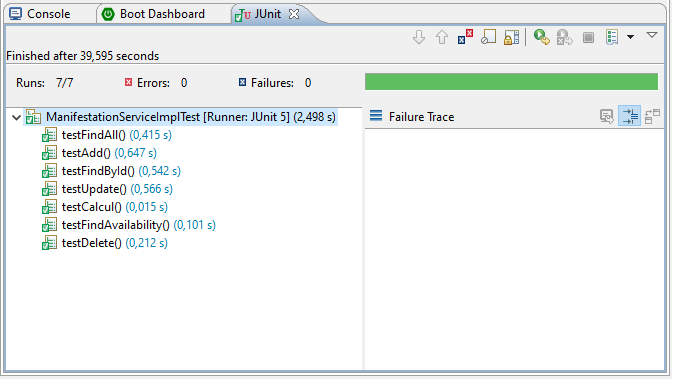 Console Boot Dashboard JUnit
Finished after 39,595 seconds
Runs: 7/7 Errors: 0 Failures: 0
ManifestationServiceImplTest [Runner: JUnit 5] (2,498 s)
Failure Trace
testFindAll() (0,415 s)
testAdd() (0,647 s)
testFindById() (0,542 s)
testUpdate() (0,566 s)
testCalcul() (0,015 s)
testFindAvailability() (0,101 s)
testDelete() (0,212 s)